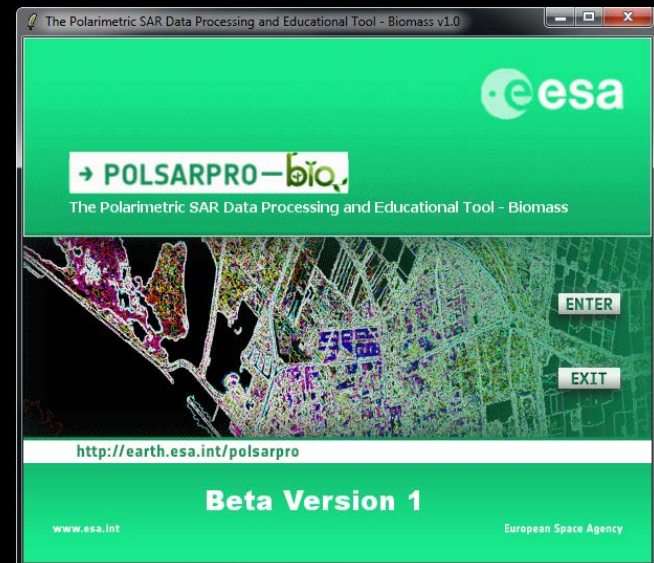 The Polarimetric SAR Data Processing and Educational Tool - Biomass v1.0
esa
POLSARPRO-bio
The Polarimetric SAR Data Processing and Educational Tool - Biomass
ENTER
EXIT
http://earth.esa.int/polsarpro
Beta Version 1
www.esa.int
European Space Agency